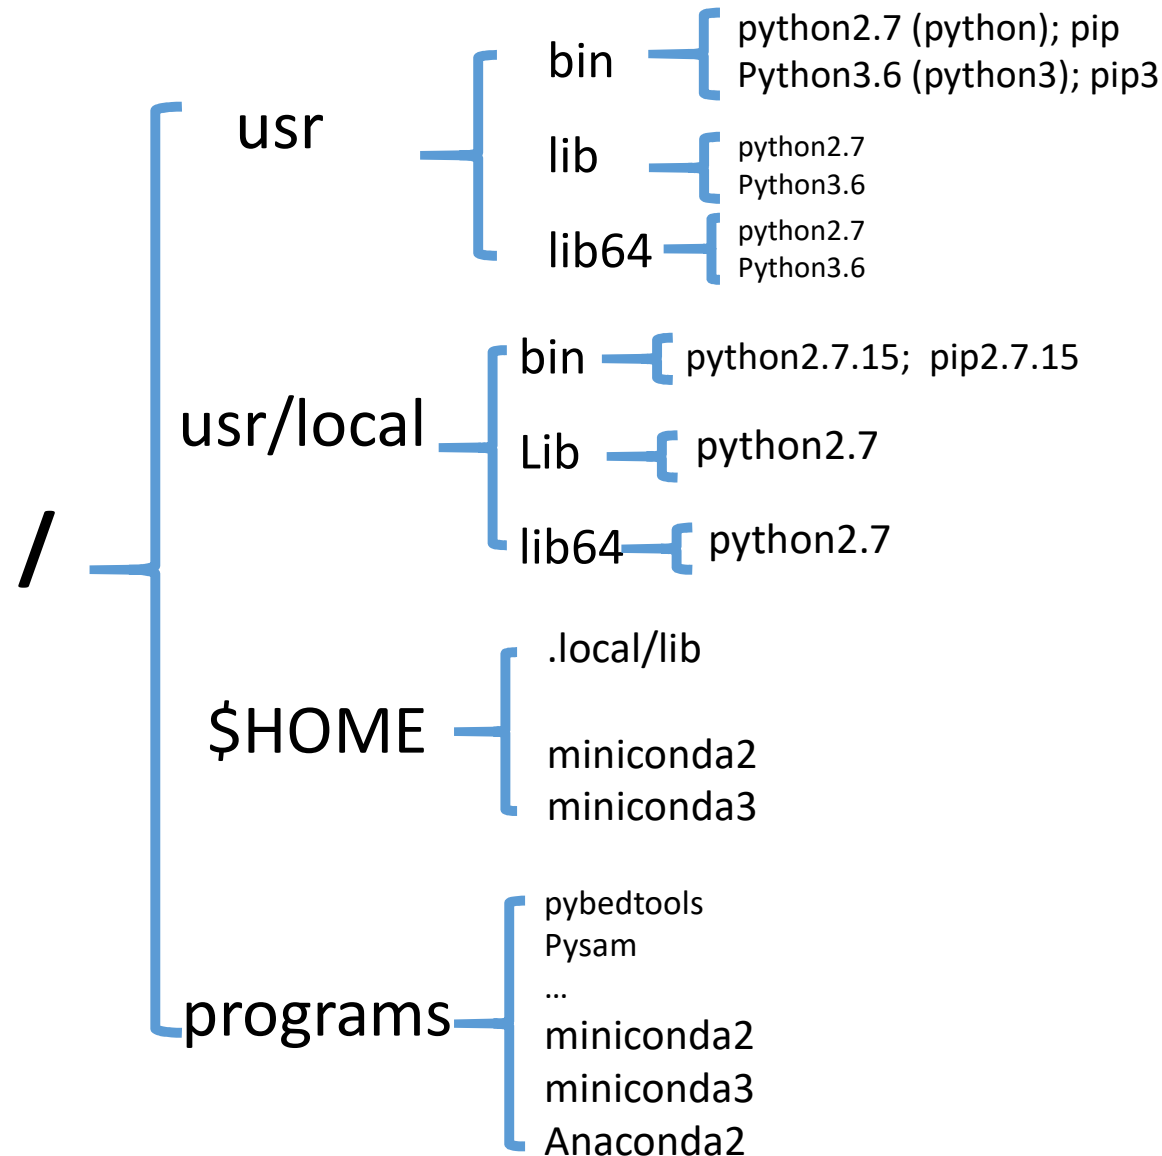 /
usr
bin
python2.7 (python); pip
Python3.6 (python3); pip3
lib
python2.7
Python3.6
lib64
python2.7
Python3.6
usr/local
bin
python2.7.15;  pip2.7.15
Lib
python2.7
lib64
python2.7
$HOME
.local/lib
miniconda2
miniconda3
programs
pybedtools
Pysam
…
miniconda2
miniconda3
Anaconda2